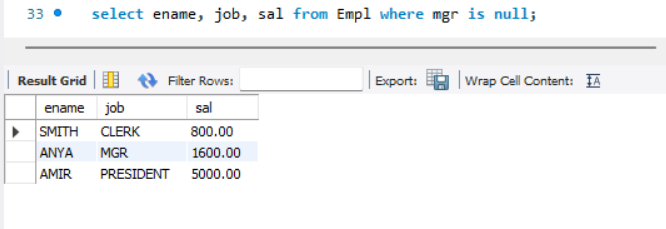 33 select ename, job, sal from Empl where mgr is null;
Result Grid Filter Rows: Export: Wrap Cell Content: IA
ename job sal
SMITH CLERK 800.00
ANYA MGR 1600.00
AMIR PRESIDENT 5000.00